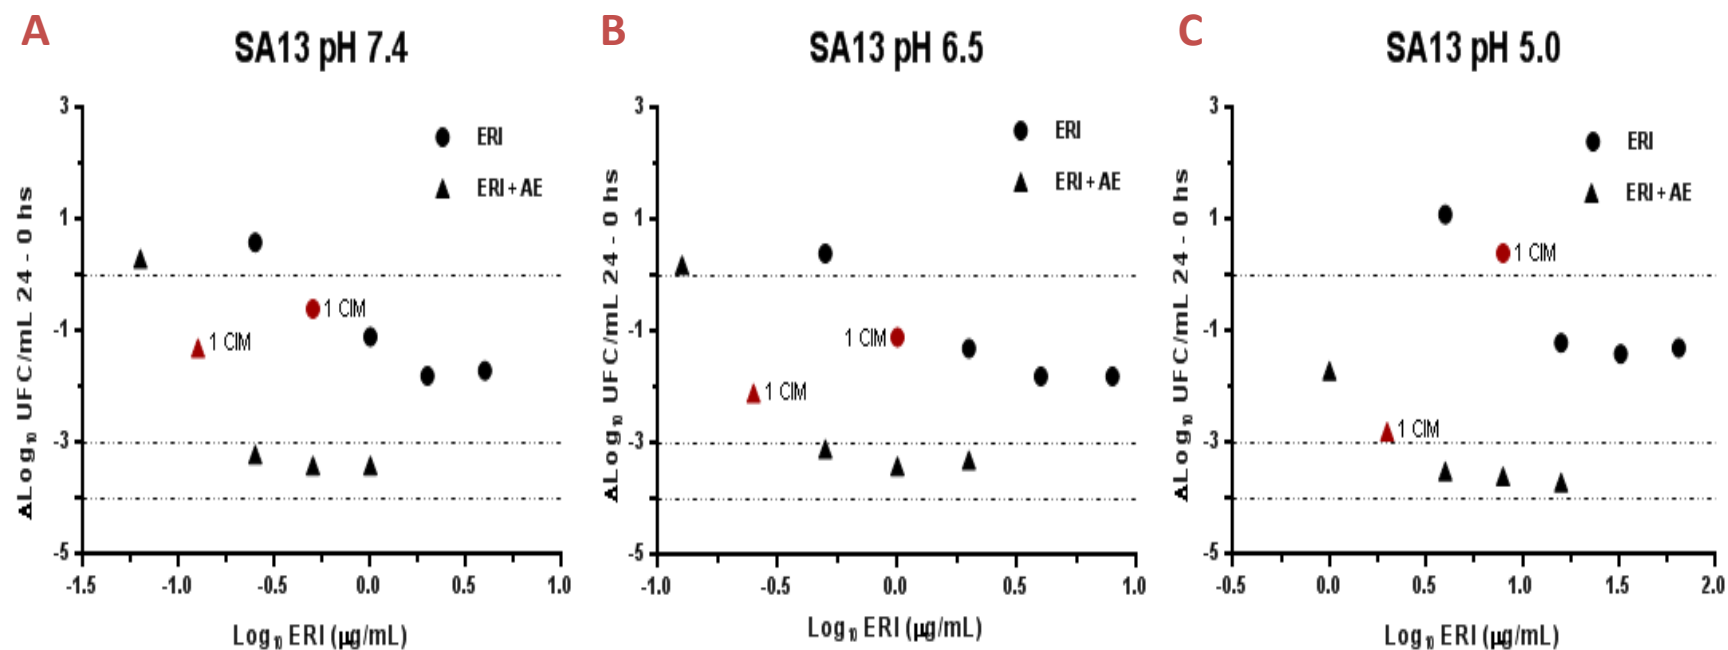 A
SA13 pH 7.4
3
1
-1
-3
-5
ΔLog₁₀ UFC/mL 24 - 0 hs
ERI
ERI + AE
1 CIM
1 CIM
-1.5 -1.0 -0.5 0.0 0.5 1.0
Log₁₀ ERI (μg/mL)
B
SA13 pH 6.5
3
1
-1
-3
-5
ΔLog₁₀ UFC/mL 24 - 0 hs
ERI
ERI + AE
1 CIM
1 CIM
-1.0 -0.5 0.0 0.5 1.0
Log₁₀ ERI (μg/mL)
C
SA13 pH 5.0
3
1
-1
-3
-5
ΔLog₁₀ UFC/mL 24 - 0 hs
ERI
ERI + AE
1 CIM
1 CIM
-0.5 0.0 0.5 1.0 1.5 2.0
Log₁₀ ERI (μg/mL)